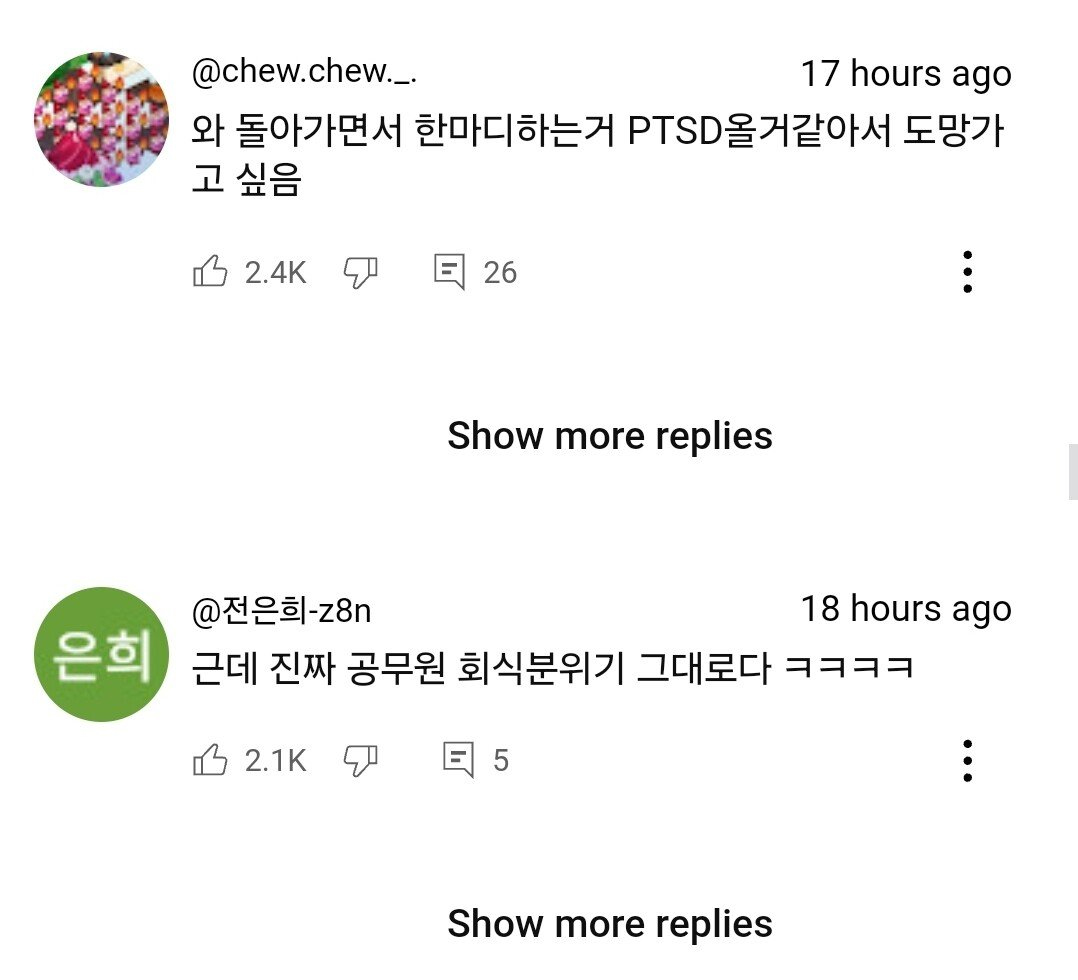 @chew.chew._.
17 hours ago
와 돌아가면서 한마디하는거 PTSD올거같아서 도망가
고 싶음
2.4K
26
Show more replies
은희
@전은희-z8n
18 hours ago
근데 진짜 공무원 회식분위기 그대로다 ㅋㅋㅋㅋ
2.1K
5
Show more replies